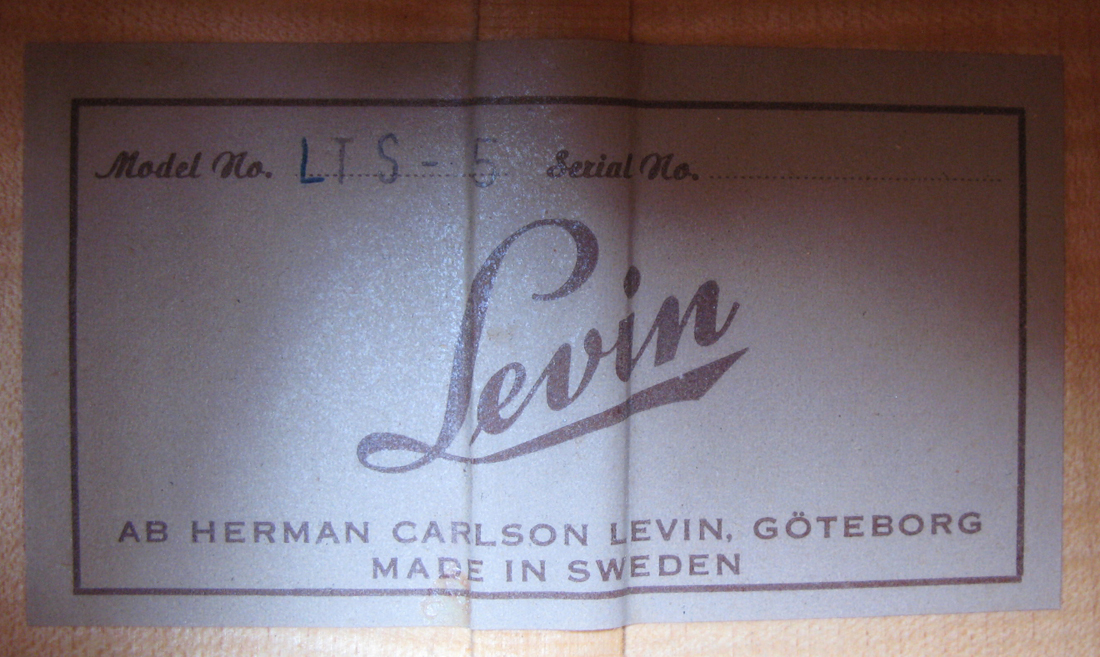 Model No. LTS-5 Serial No.
Levin
AB HERMAN CARLSON LEVIN, GÖTEBORG
MADE IN SWEDEN